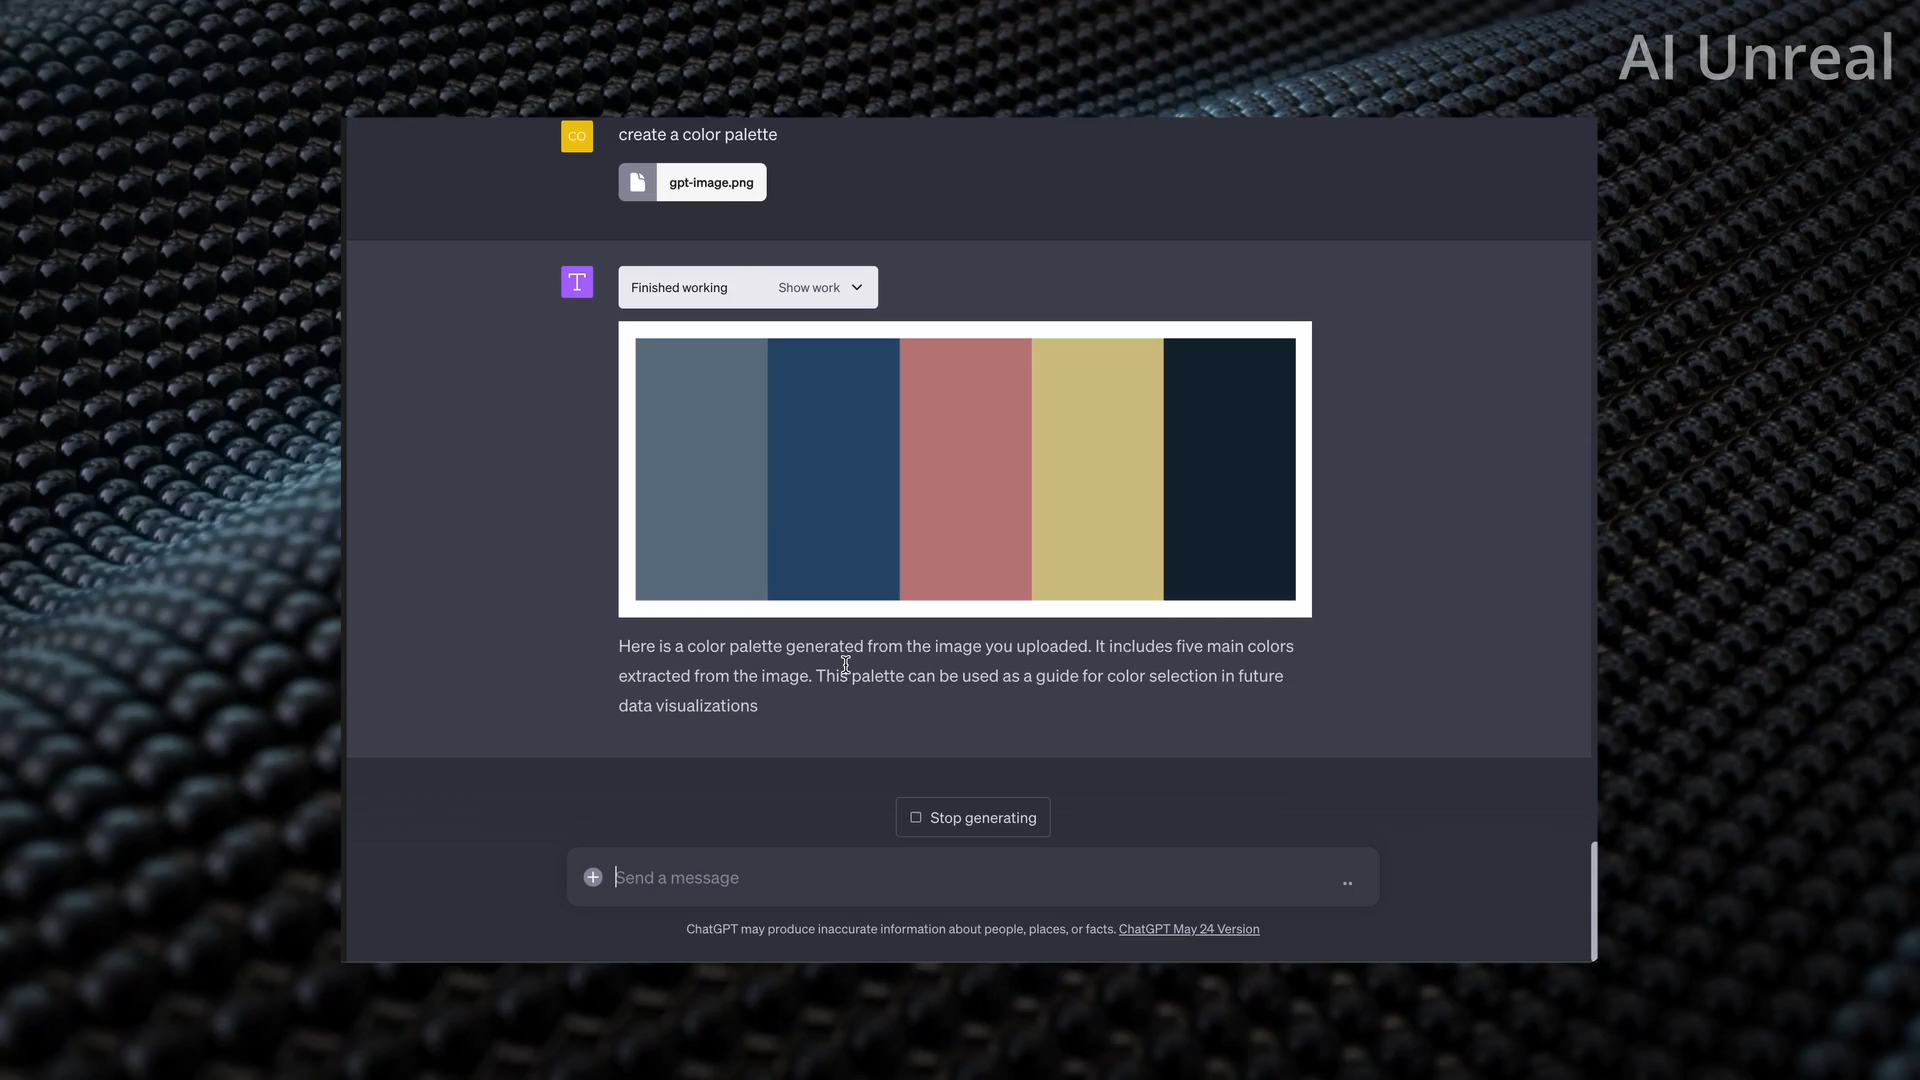 AI Unreal
CO
create a color palette
gpt-image.png
T
Finished working Show work
Here is a color palette generated from the image you uploaded. It includes five main colors
extracted from the image. This palette can be used as a guide for color selection in future
data visualizations
Stop generating
Send a message
ChatGPT may produce inaccurate information about people, places, or facts. ChatGPT May 24 Version